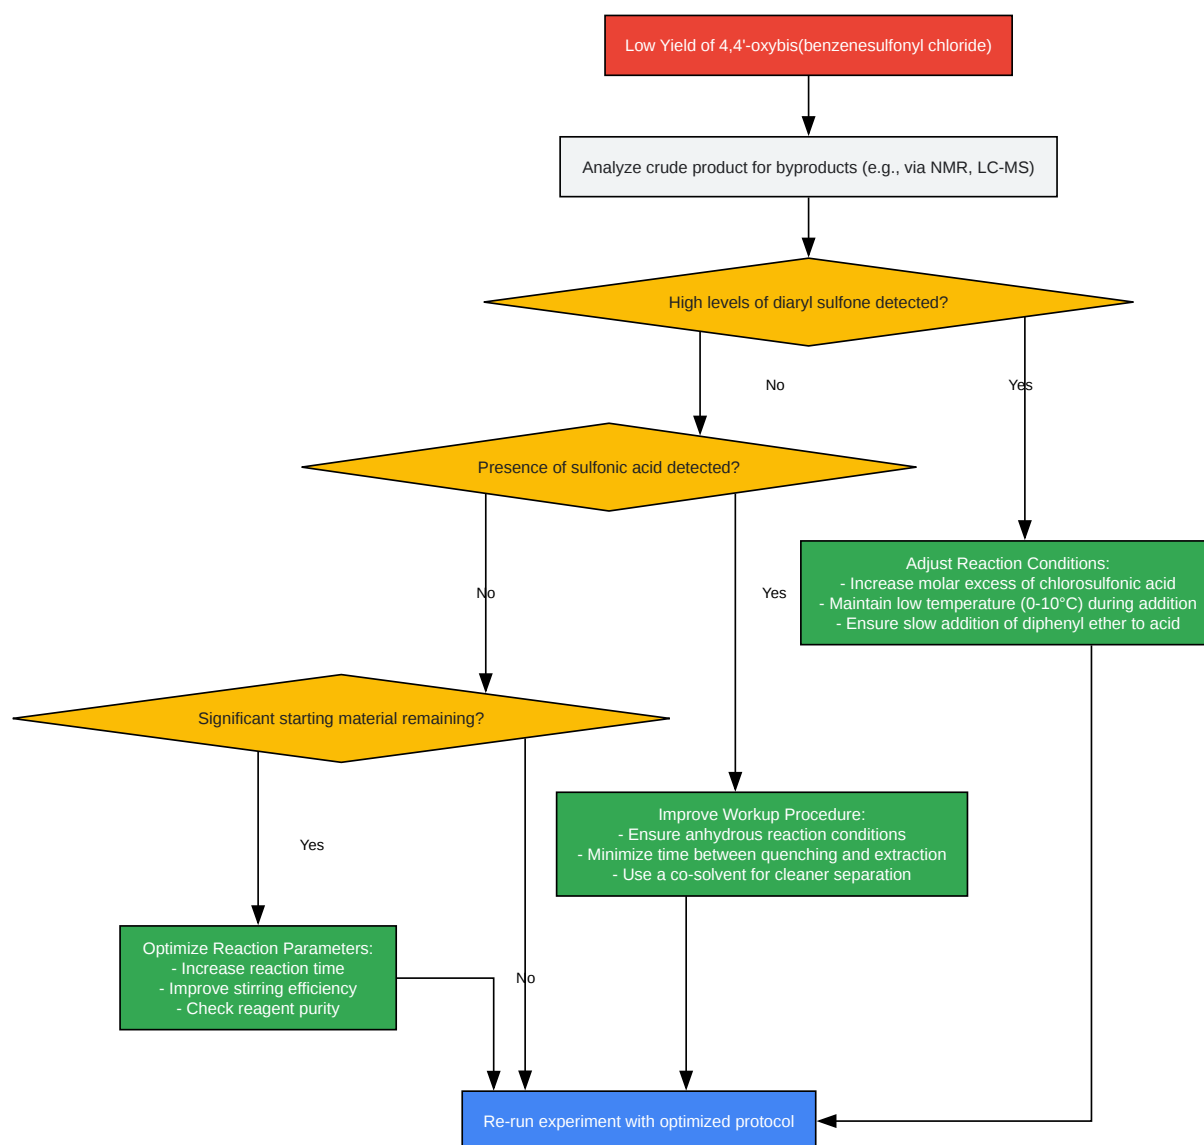 Low Yield of 4,4'-oxybis(benzenesulfonyl chloride)
Analyze crude product for byproducts (e.g., via NMR, LC-MS)
High levels of diaryl sulfone detected?
No
Yes
Presence of sulfonic acid detected?
No
Yes
Adjust Reaction Conditions:
- Increase molar excess of chlorosulfonic acid
- Maintain low temperature (0-10°C) during addition
- Ensure slow addition of diphenyl ether to acid
Significant starting material remaining?
Yes
No
Improve Workup Procedure:
- Ensure anhydrous reaction conditions
- Minimize time between quenching and extraction
- Use a co-solvent for cleaner separation
Optimize Reaction Parameters:
- Increase reaction time
- Improve stirring efficiency
- Check reagent purity
Re-run experiment with optimized protocol